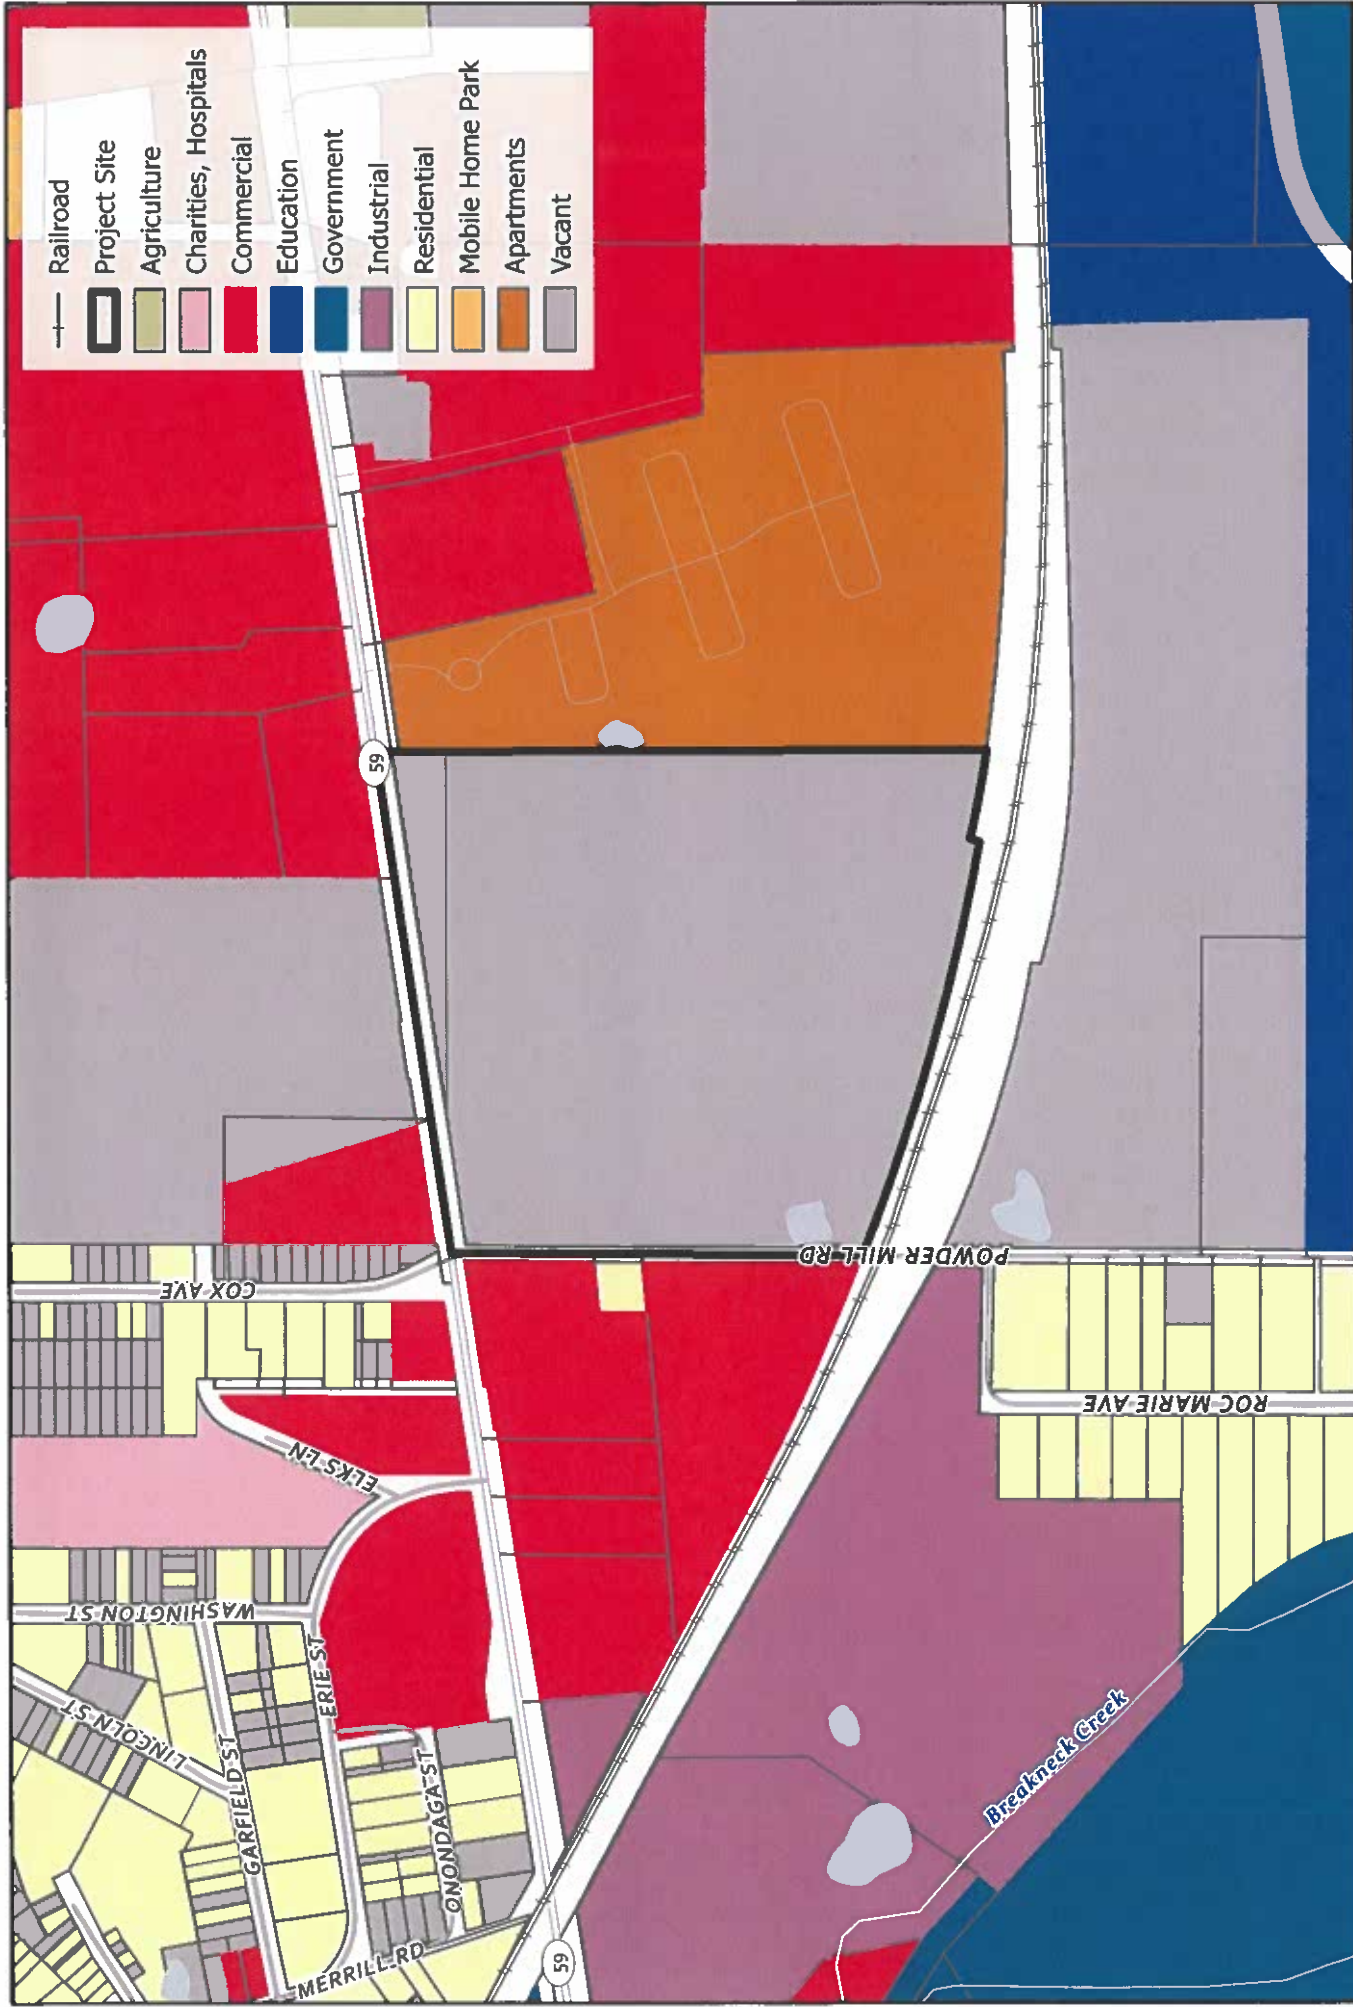 Railroad
Project Site
Agriculture
Charities, Hospitals
Commercial
Education
Government
Industrial
Residential
Mobile Home Park
Apartments
Vacant
59
COX AVE
ELKS LN
WASHINGTON ST
LINCOLN ST
GARFIELD ST
ERIE ST
ONONDAGA ST
MERRILL RD
59
POWDER MILL RD
ROC MARIE AVE
Breakneck Creek